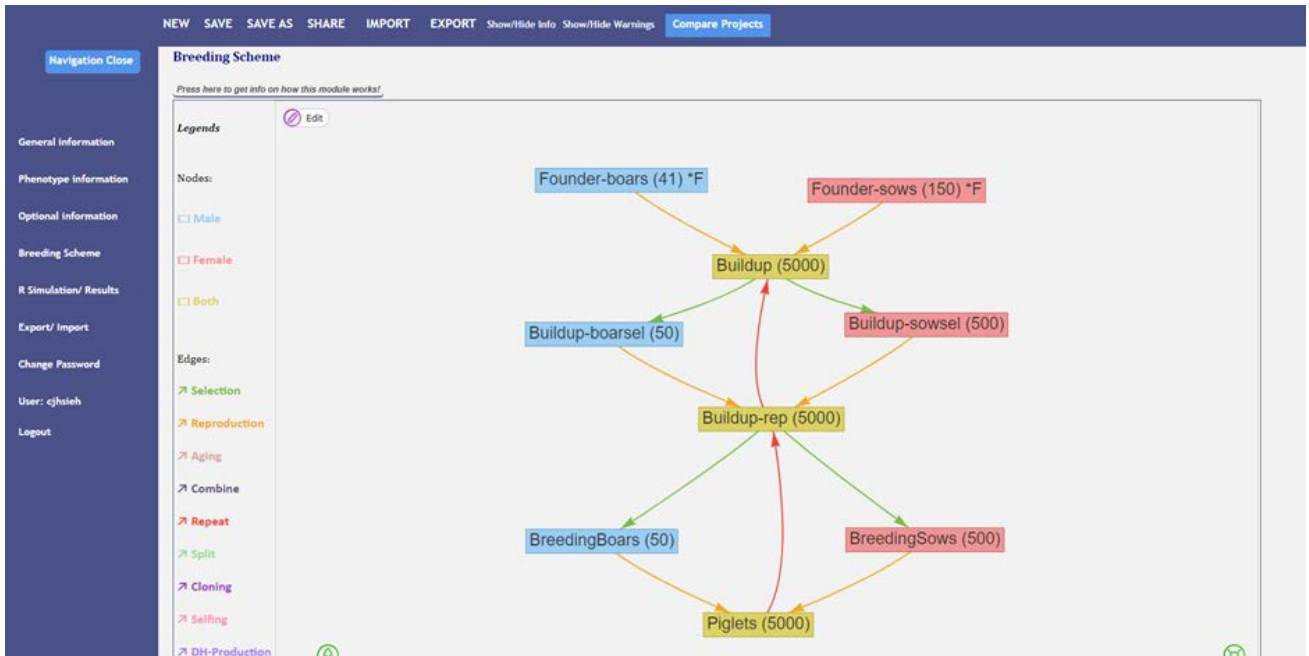 NEW SAVE SAVE AS SHARE IMPORT EXPORT Show/Hide Info Show/Hide Warnings Compare Projects
Navigation Close
General information
Phenotype information
Optional information
Breeding Scheme
R Simulation/ Results
Export/ Import
Change Password
User: cjhsieh
Logout
Breeding Scheme
Press here to get info on how this module works!
Legends
Nodes:
Male
Female
Both
Edges:
Selection
Reproduction
Aging
Combine
Repeat
Split
Cloning
Selfing
DH-Production
Edit
Founder-boars (41) *F
Founder-sows (150) *F
Buildup (5000)
Buildup-boarsel (50)
Buildup-sowsel (500)
Buildup-rep (5000)
BreedingBoars (50)
BreedingSows (500)
Piglets (5000)